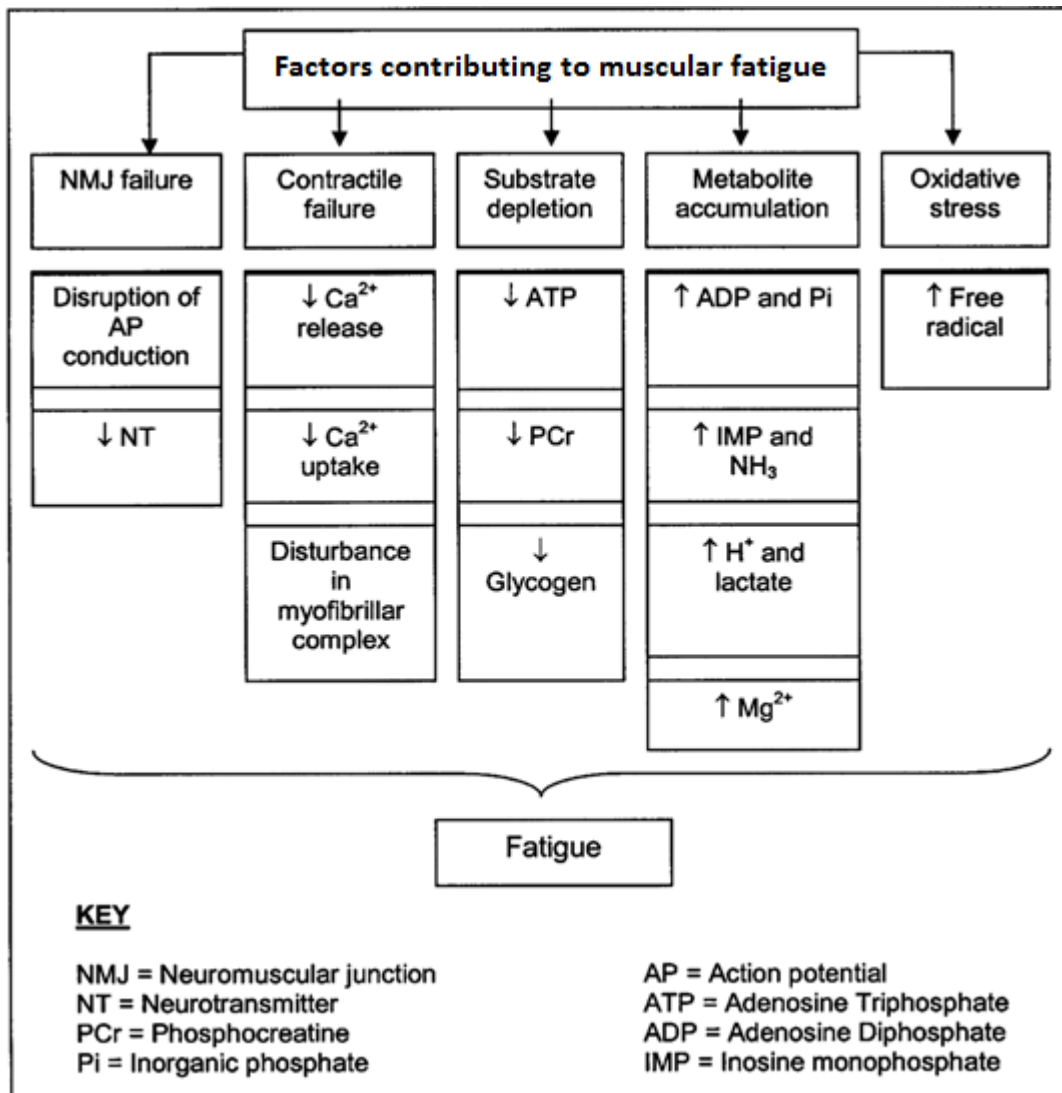 Factors contributing to muscular fatigue
NMJ failure
Contractile
failure
Substrate
depletion
Metabolite
accumulation
Oxidative
stress
Disruption of
AP
conduction
↓ NT
↓ Ca²⁺
release
↓ Ca²⁺
uptake
Disturbance
in
myofibrillar
complex
↓ ATP
↓ PCr
↓
Glycogen
↑ ADP and Pi
↑ IMP and
NH₃
↑ H⁺ and
lactate
↑ Mg²⁺
↑ Free
radical
Fatigue
KEY
NMJ = Neuromuscular junction
NT = Neurotransmitter
PCr = Phosphocreatine
Pi = Inorganic phosphate
AP = Action potential
ATP = Adenosine Triphosphate
ADP = Adenosine Diphosphate
IMP = Inosine monophosphate